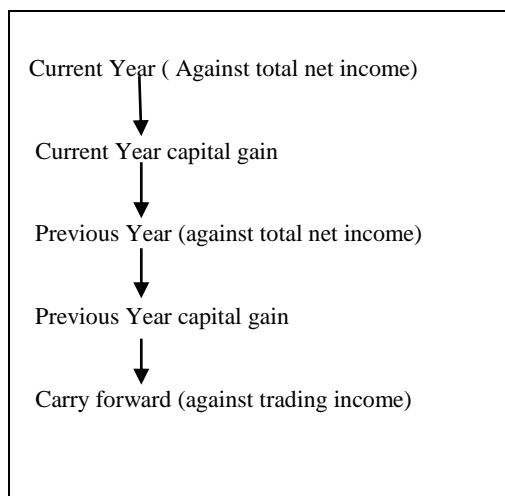 Current Year ( Against total net income)
Current Year capital gain
Previous Year (against total net income)
Previous Year capital gain
Carry forward (against trading income)